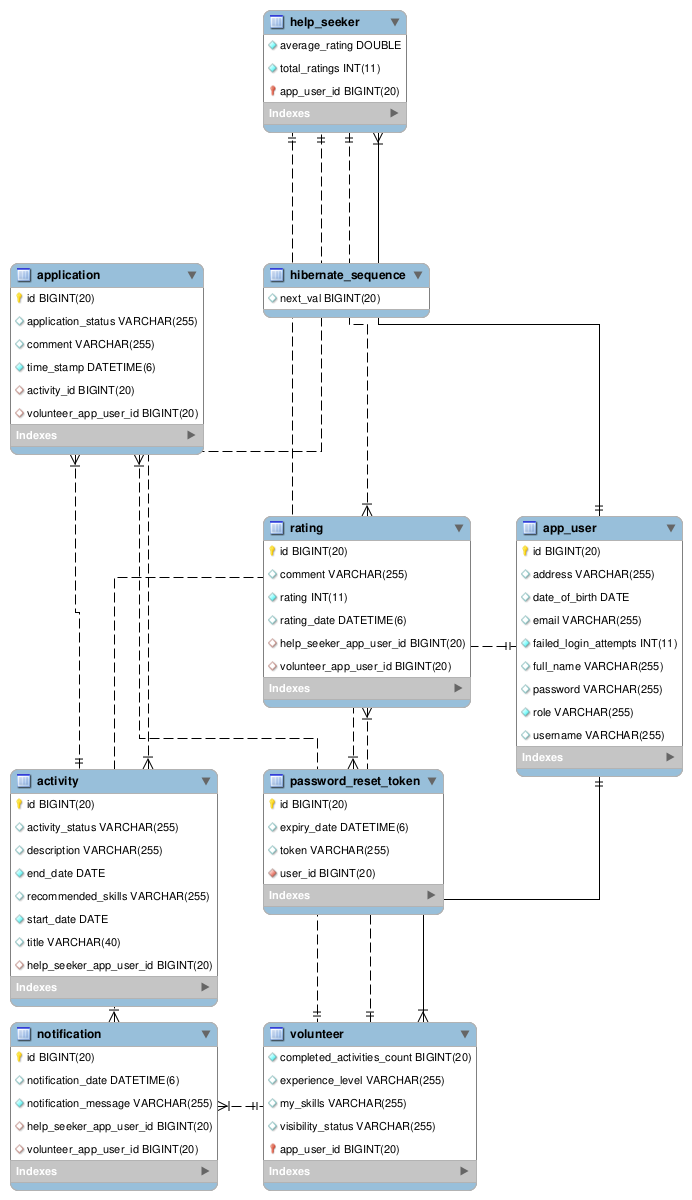 help_seeker
average_rating DOUBLE
total_ratings INT(11)
app_user_id BIGINT(20)
Indexes
application
id BIGINT(20)
application_status VARCHAR(255)
comment VARCHAR(255)
time_stamp DATETIME(6)
activity_id BIGINT(20)
volunteer_app_user_id BIGINT(20)
Indexes
hibernate_sequence
next_val BIGINT(20)
rating
id BIGINT(20)
comment VARCHAR(255)
rating INT(11)
rating_date DATETIME(6)
help_seeker_app_user_id BIGINT(20)
volunteer_app_user_id BIGINT(20)
Indexes
app_user
id BIGINT(20)
address VARCHAR(255)
date_of_birth DATE
email VARCHAR(255)
failed_login_attempts INT(11)
full_name VARCHAR(255)
password VARCHAR(255)
role VARCHAR(255)
username VARCHAR(255)
Indexes
activity
id BIGINT(20)
activity_status VARCHAR(255)
description VARCHAR(255)
end_date DATE
recommended_skills VARCHAR(255)
start_date DATE
title VARCHAR(40)
help_seeker_app_user_id BIGINT(20)
Indexes
password_reset_token
id BIGINT(20)
expiry_date DATETIME(6)
token VARCHAR(255)
user_id BIGINT(20)
Indexes
notification
id BIGINT(20)
notification_date DATETIME(6)
notification_message VARCHAR(255)
help_seeker_app_user_id BIGINT(20)
volunteer_app_user_id BIGINT(20)
Indexes
volunteer
completed_activities_count BIGINT(20)
experience_level VARCHAR(255)
my_skills VARCHAR(255)
visibility_status VARCHAR(255)
app_user_id BIGINT(20)
Indexes